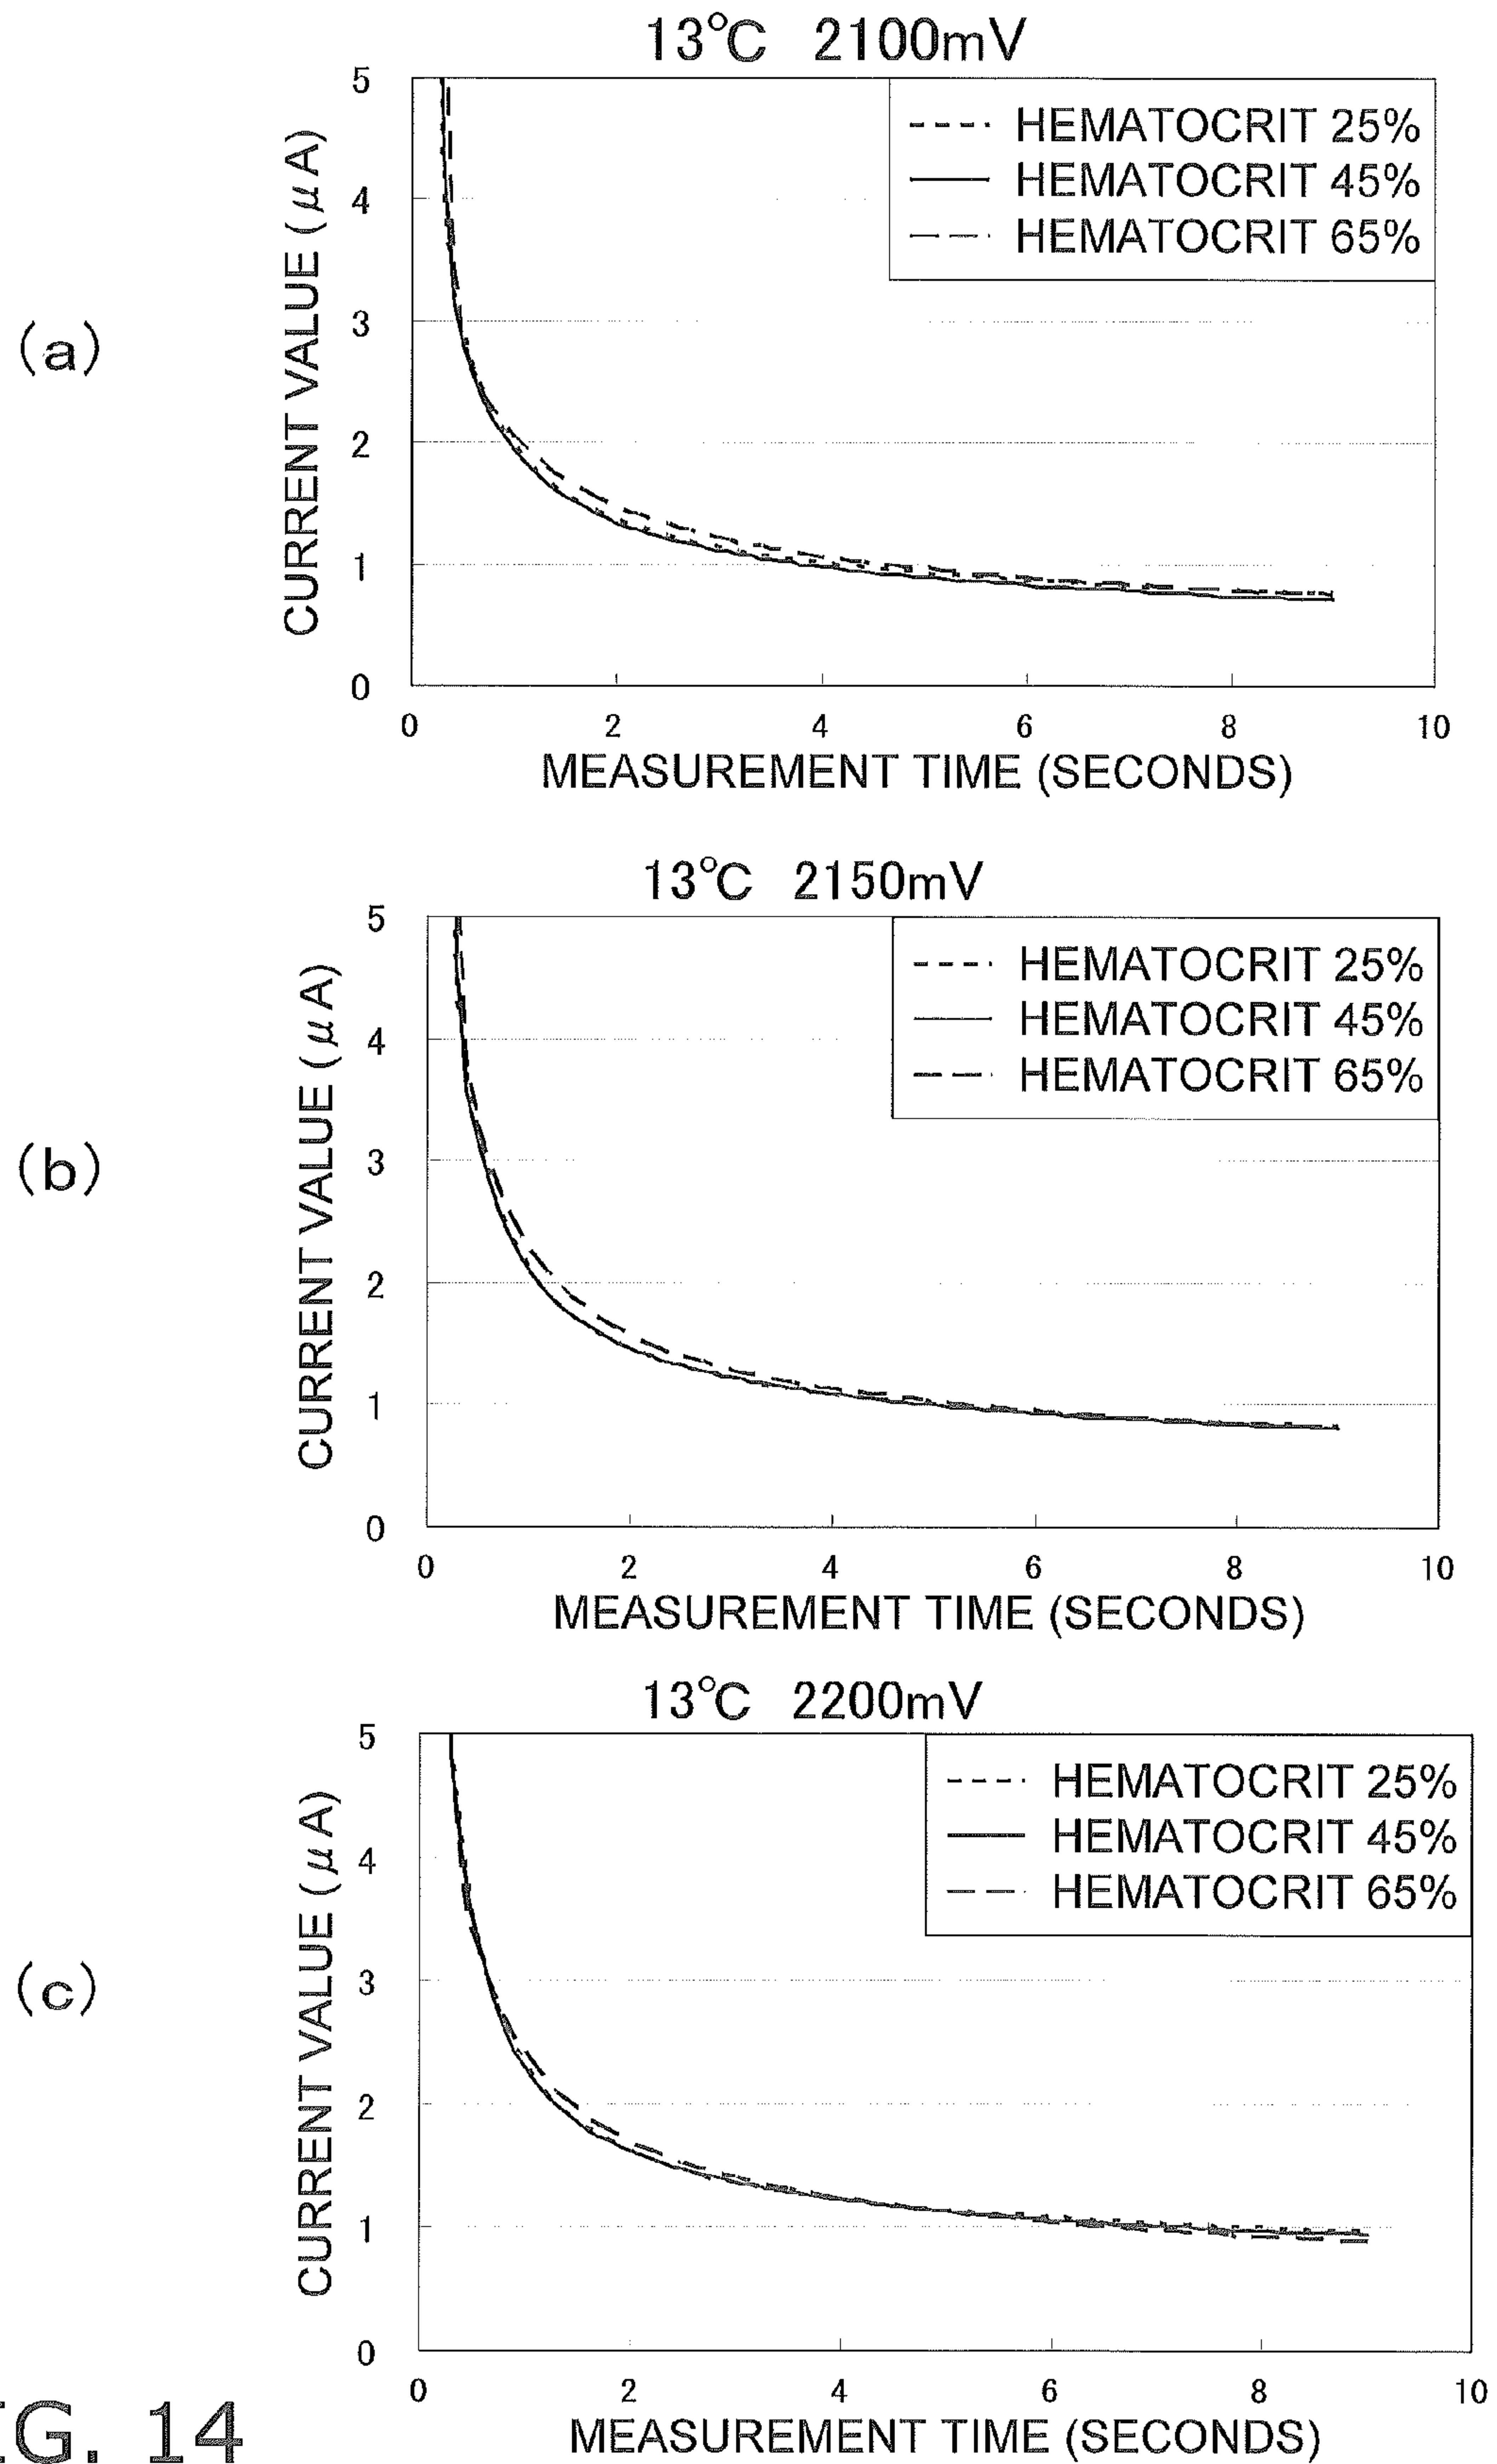 13℃ 2100mV
(a)
CURRENT VALUE (μA)
5
4
3
2
1
0
HEMATOCRIT 25%
HEMATOCRIT 45%
HEMATOCRIT 65%
0 2 4 6 8 10
MEASUREMENT TIME (SECONDS)
13℃ 2150mV
(b)
CURRENT VALUE (μA)
5
4
3
2
1
0
HEMATOCRIT 25%
HEMATOCRIT 45%
HEMATOCRIT 65%
0 2 4 6 8 10
MEASUREMENT TIME (SECONDS)
13℃ 2200mV
(c)
CURRENT VALUE (μA)
5
4
3
2
1
0
HEMATOCRIT 25%
HEMATOCRIT 45%
HEMATOCRIT 65%
0 2 4 6 8 10
MEASUREMENT TIME (SECONDS)
G. 14